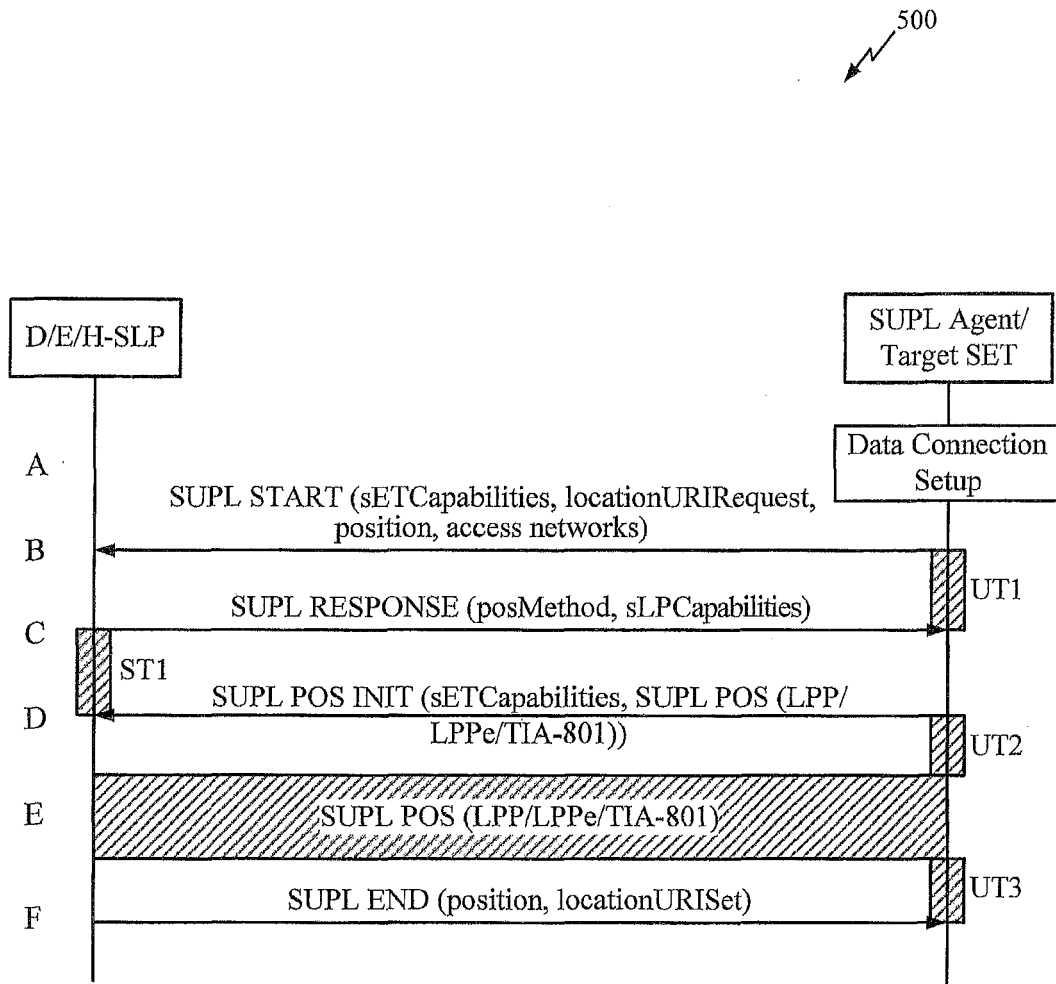 500
D/E/H-SLP
SUPL Agent/
Target SET
Data Connection
Setup
A
SUPL START (sETCapabilities, locationURIRequest,
position, access networks)
B
UT1
SUPL RESPONSE (posMethod, sLPCapabilities)
C
ST1
SUPL POS INIT (sETCapabilities, SUPL POS (LPP/
LPPe/TIA-801))
D
UT2
E
SUPL POS (LPP/LPPe/TIA-801)
UT3
SUPL END (position, locationURISet)
F